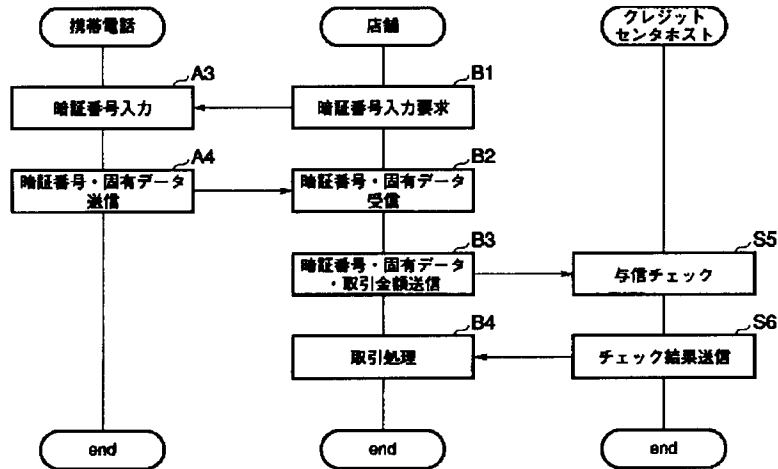 携帯電話
店舗
クレジット
センタホスト
A3
暗証番号入力
B1
暗証番号入力要求
A4
暗証番号・固有データ
送信
B2
暗証番号・固有データ
受信
B3
暗証番号・固有データ
・取引金額送信
S5
与信チェック
B4
取引処理
S6
チェック結果送信
end
end
end